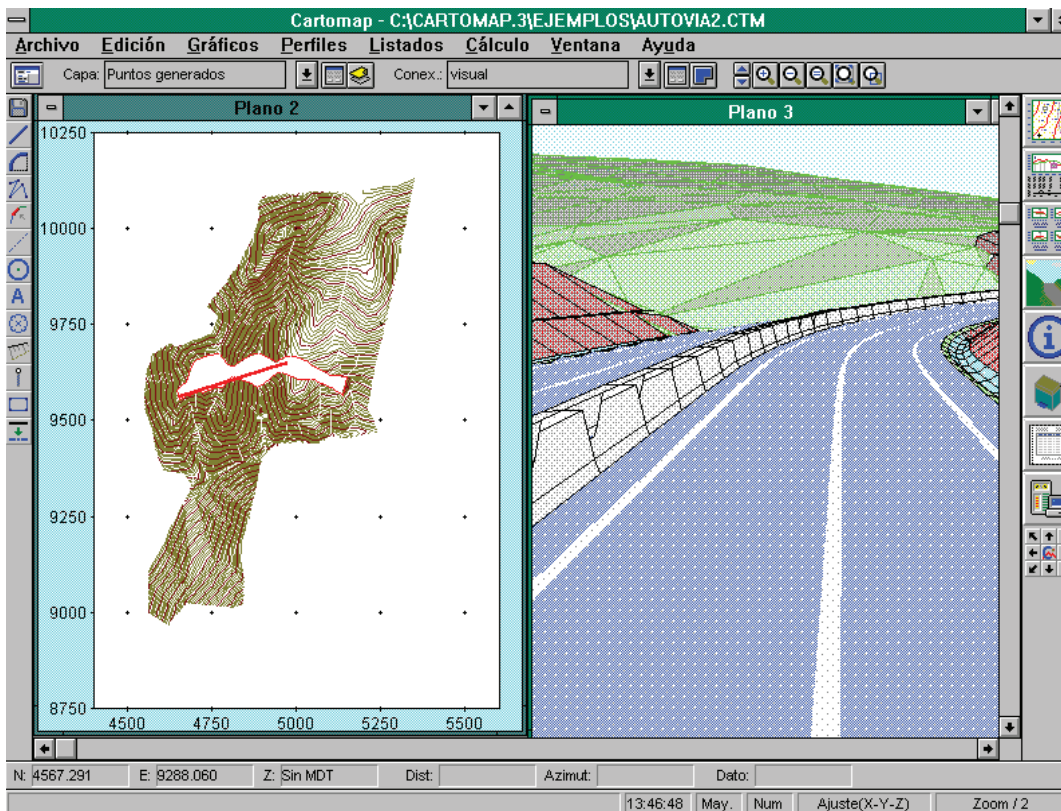 Cartomap - C:\CARTOMAP.3\EJEMPLOS\AUTOVIA2.CTM
Archivo Edición Gráficos Perfiles Listados Cálculo Ventana Ayuda
Capa: Puntos generados Conex.: visual
Plano 2
Plano 3
10250
10000
9750
9500
9250
9000
8750
4500 4750 5000 5250 5500
A
N: 4567.291 E: 9288.060 Z: Sin MDT Dist: Azimut: Dato:
13:46:48 May. Num Ajuste(X-Y-Z) Zoom / 2